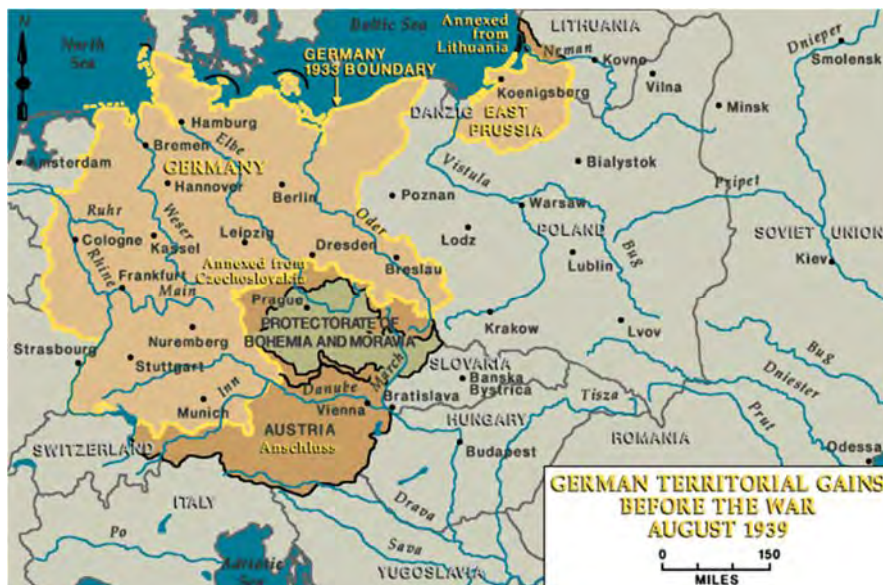 North
Sea
Baltic Sea
Annexed
from
Lithuania
LITHUANIA
Dnieper
N
GERMANY
1933 BOUNDARY
Neman
Kovno
Smolensk
Vilna
Koenigsberg
DANZIG
EAST
PRUSSIA
Minsk
Hamburg
Bremen
Elbe
Amsterdam
GERMANY
Hannover
Berlin
Vistula
Bialystok
Pripet
Poznan
Warsaw
Ruhr
Weser
Oder
Cologne
Kassel
Leipzig
Dresden
Lodz
POLAND
Bug
SOVIET UNION
Rhine
Frankfurt
Annexed from
Czechoslovakia
Breslau
Lublin
Kiev
Main
Prague
PROTECTORATE OF
BOHEMIA AND MORAVIA
Krakow
Lvov
Nuremberg
Strasbourg
Stuttgart
March
SLOVAKIA
Banska
Bystrica
Bug
Inn
Danube
Vienna
Bratislava
Tisza
Dniester
Munich
Prut
AUSTRIA
Anschluss
HUNGARY
Budapest
ROMANIA
SWITZERLAND
Odessa
ITALY
Drava
Po
Sava
Adriatic
Sea
YUGOSLAVIA
GERMAN TERRITORIAL GAINS
BEFORE THE WAR
AUGUST 1939
0 150
MILES